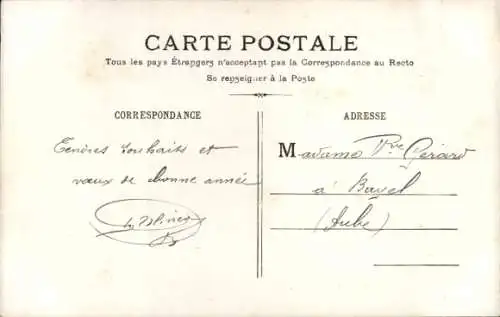 CARTE POSTALE
Tous les pays Étrangers n'acceptant pas la Correspondance au Recto
Se renseigner à la Poste
CORRESPONDANCE
ADRESSE
Tendres souhaits et
vœux de bonne année
Madame Vve Gérard
à Bayel
(Aube)